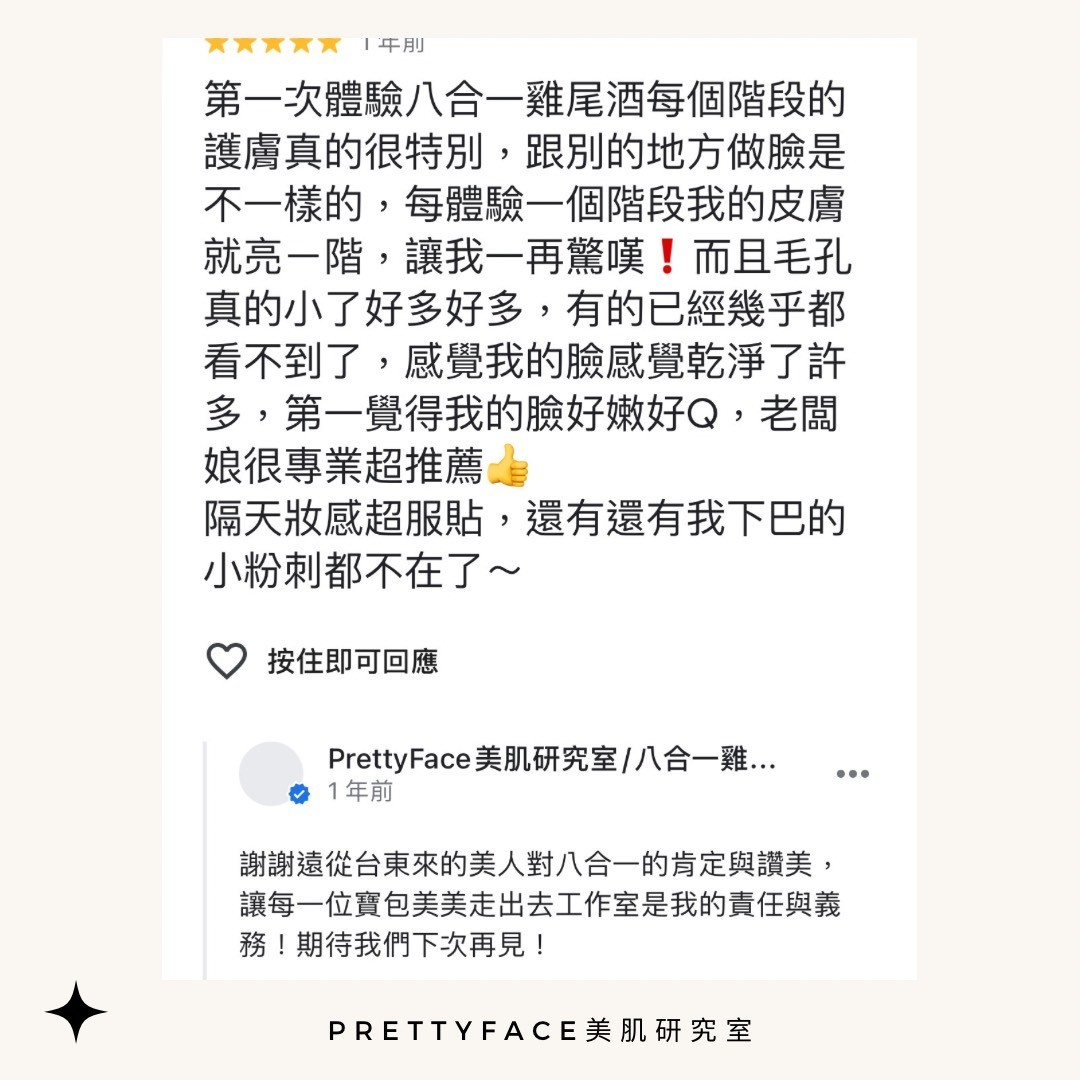 1 年前
第一次體驗八合一雞尾酒每個階段的
護膚真的很特別，跟別的地方做臉是
不一樣的，每體驗一個階段我的皮膚
就亮一階，讓我一再驚嘆❗而且毛孔
真的小了好多好多，有的已經幾乎都
看不到了，感覺我的臉感覺乾淨了許
多，第一覺得我的臉好嫩好Q，老闆
娘很專業超推薦👍
隔天妝感超服貼，還有還有我下巴的
小粉刺都不在了～
按住即可回應
PrettyFace美肌研究室/八合一雞...
1 年前
謝謝遠從台東來的美人對八合一的肯定與讚美，
讓每一位寶包美美走出去工作室是我的責任與義
務！期待我們下次再見！
PRETTYFACE美肌研究室